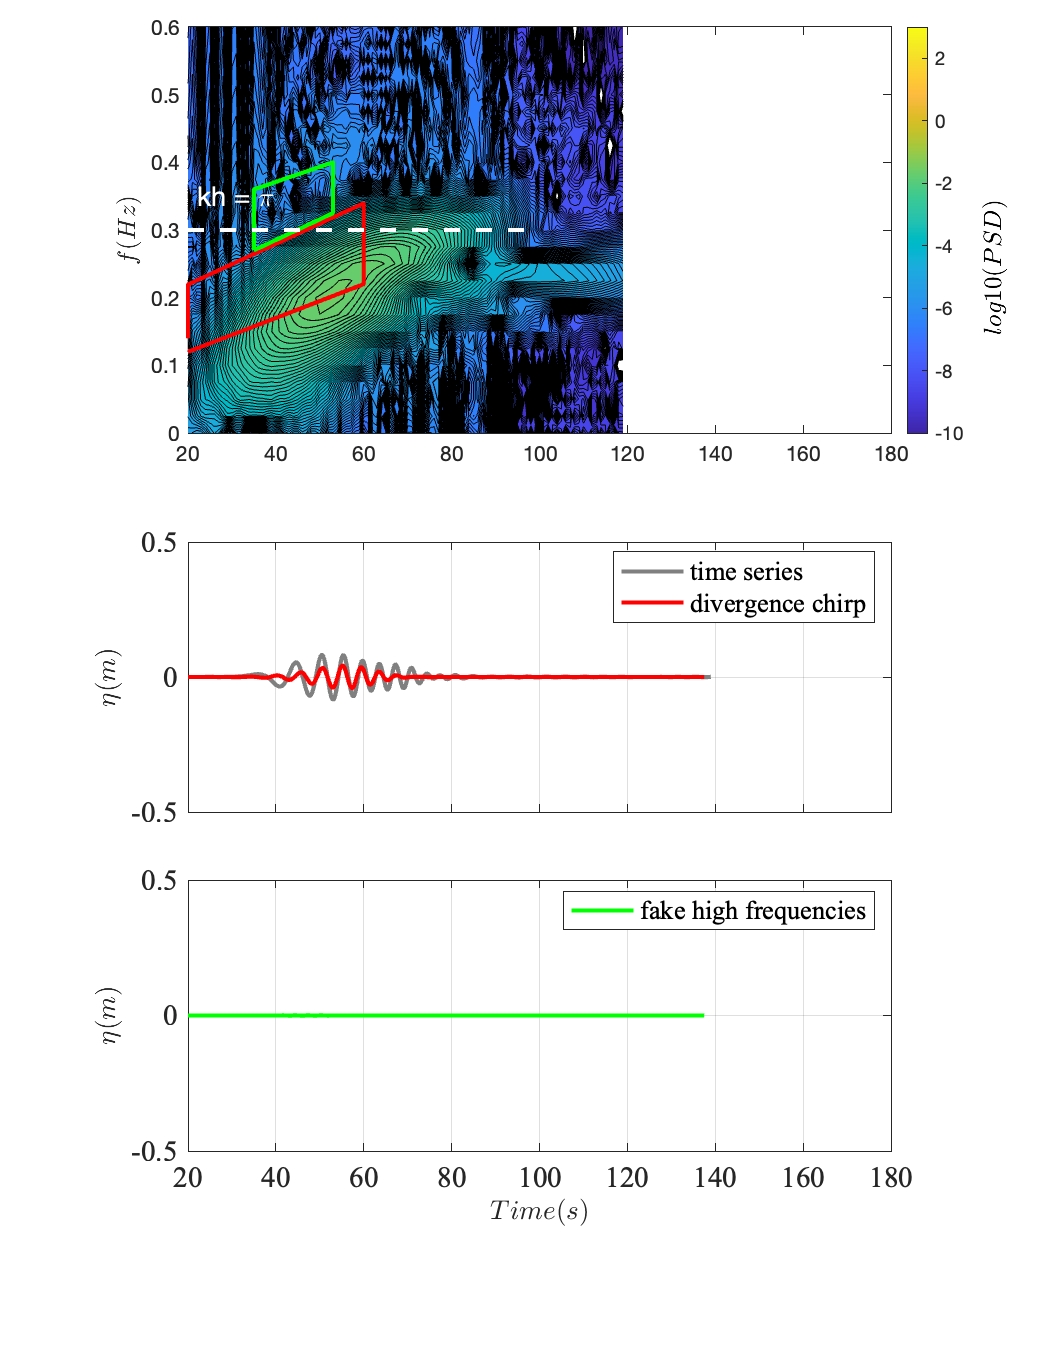 0.6
0.5
0.4
0.3
0.2
0.1
0
f(Hz)
kh = π
20 40 60 80 100 120 140 160 180
2
0
-2
-4
-6
-8
-10
log10(PSD)
0.5
0
-0.5
η(m)
time series
divergence chirp
0.5
0
-0.5
η(m)
fake high frequencies
20 40 60 80 100 120 140 160 180
Time(s)